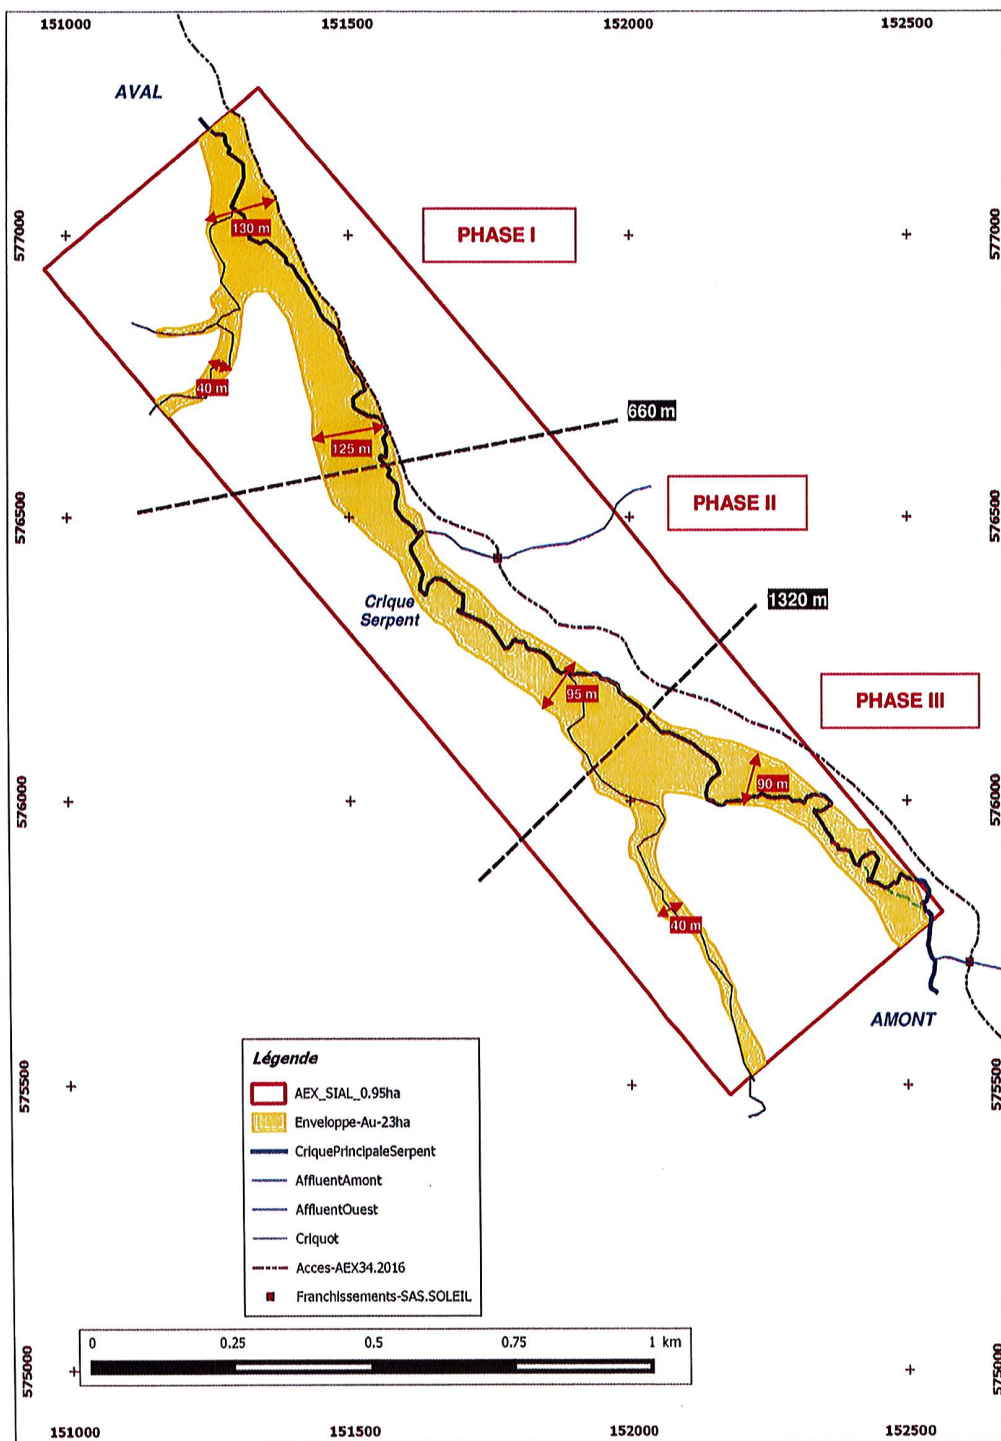 151000 151500 152000 152500
AVAL
577000
577000
130 m
PHASE I
40 m
660 m
125 m
PHASE II
576500
576500
Crique
Serpent
1320 m
95 m
PHASE III
90 m
576000
576000
40 m
AMONT
Légende
AEX_SIAL_0.95ha
Enveloppe-Au-23ha
CriquePrincipaleSerpent
AffluentAmont
AffluentOuest
Criquot
Acces-AEX34.2016
Franchissements-SAS.SOLEIL
575500
575500
0 0.25 0.5 0.75 1 km
575000
575000
151000 151500 152000 152500